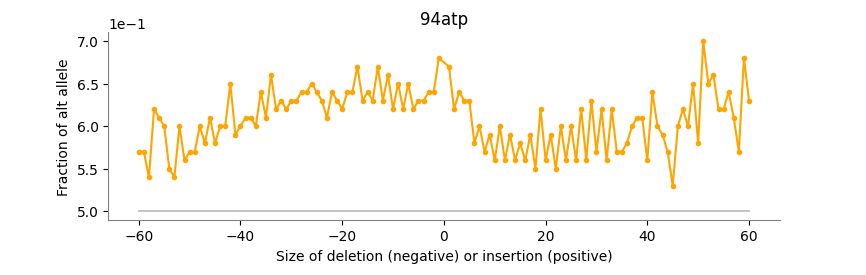 94atp
1e−1
7.0
6.5
6.0
5.5
5.0
Fraction of alt allele
−60 −40 −20 0 20 40 60
Size of deletion (negative) or insertion (positive)